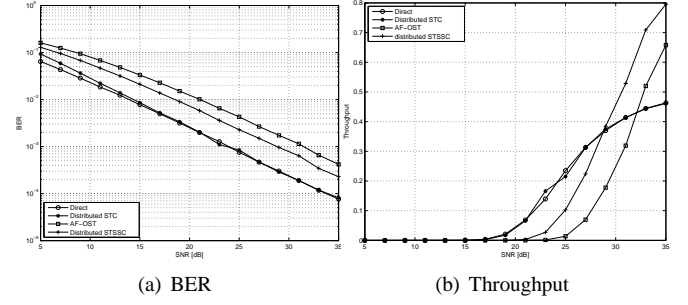 10^0
10^-1
10^-2
10^-3
10^-4
10^-5
BER
5
10
15
20
25
30
35
SNR [dB]
Direct
Distributed STC
AF-OST
Distributed STSSC
(a) BER
0.8
0.7
0.6
0.5
0.4
0.3
0.2
0.1
0
Throughput
5
10
15
20
25
30
35
SNR [dB]
Direct
Distributed STC
AF-OST
distributed STSSC
(b) Throughput